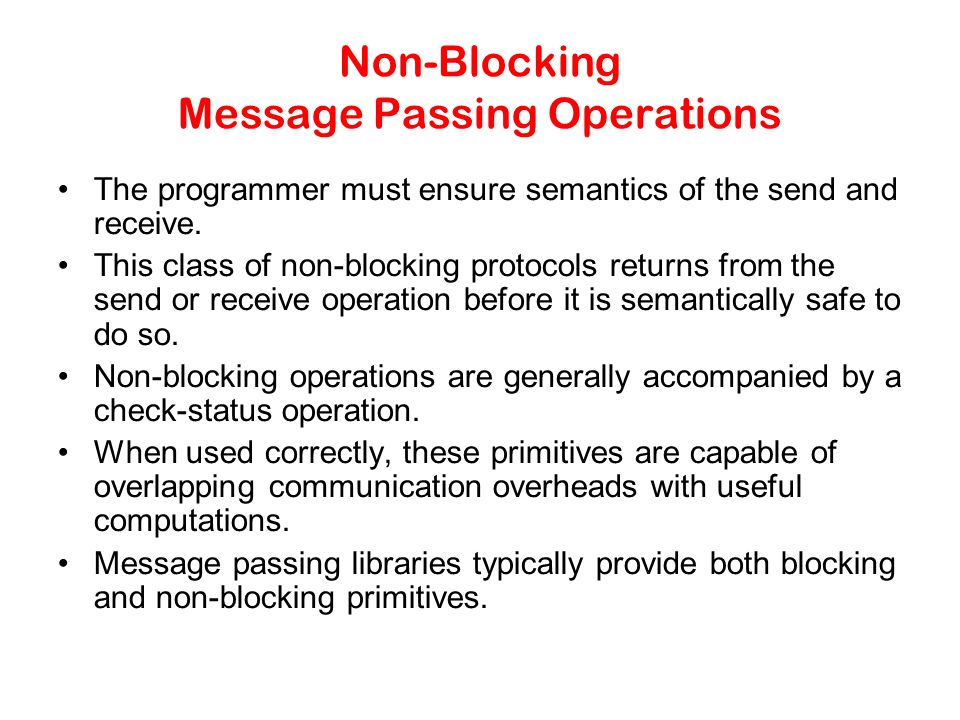 Non-Blocking
Message Passing Operations
• The programmer must ensure semantics of the send and
receive.
• This class of non-blocking protocols returns from the
send or receive operation before it is semantically safe to
do so.
• Non-blocking operations are generally accompanied by a
check-status operation.
• When used correctly, these primitives are capable of
overlapping communication overheads with useful
computations.
• Message passing libraries typically provide both blocking
and non-blocking primitives.